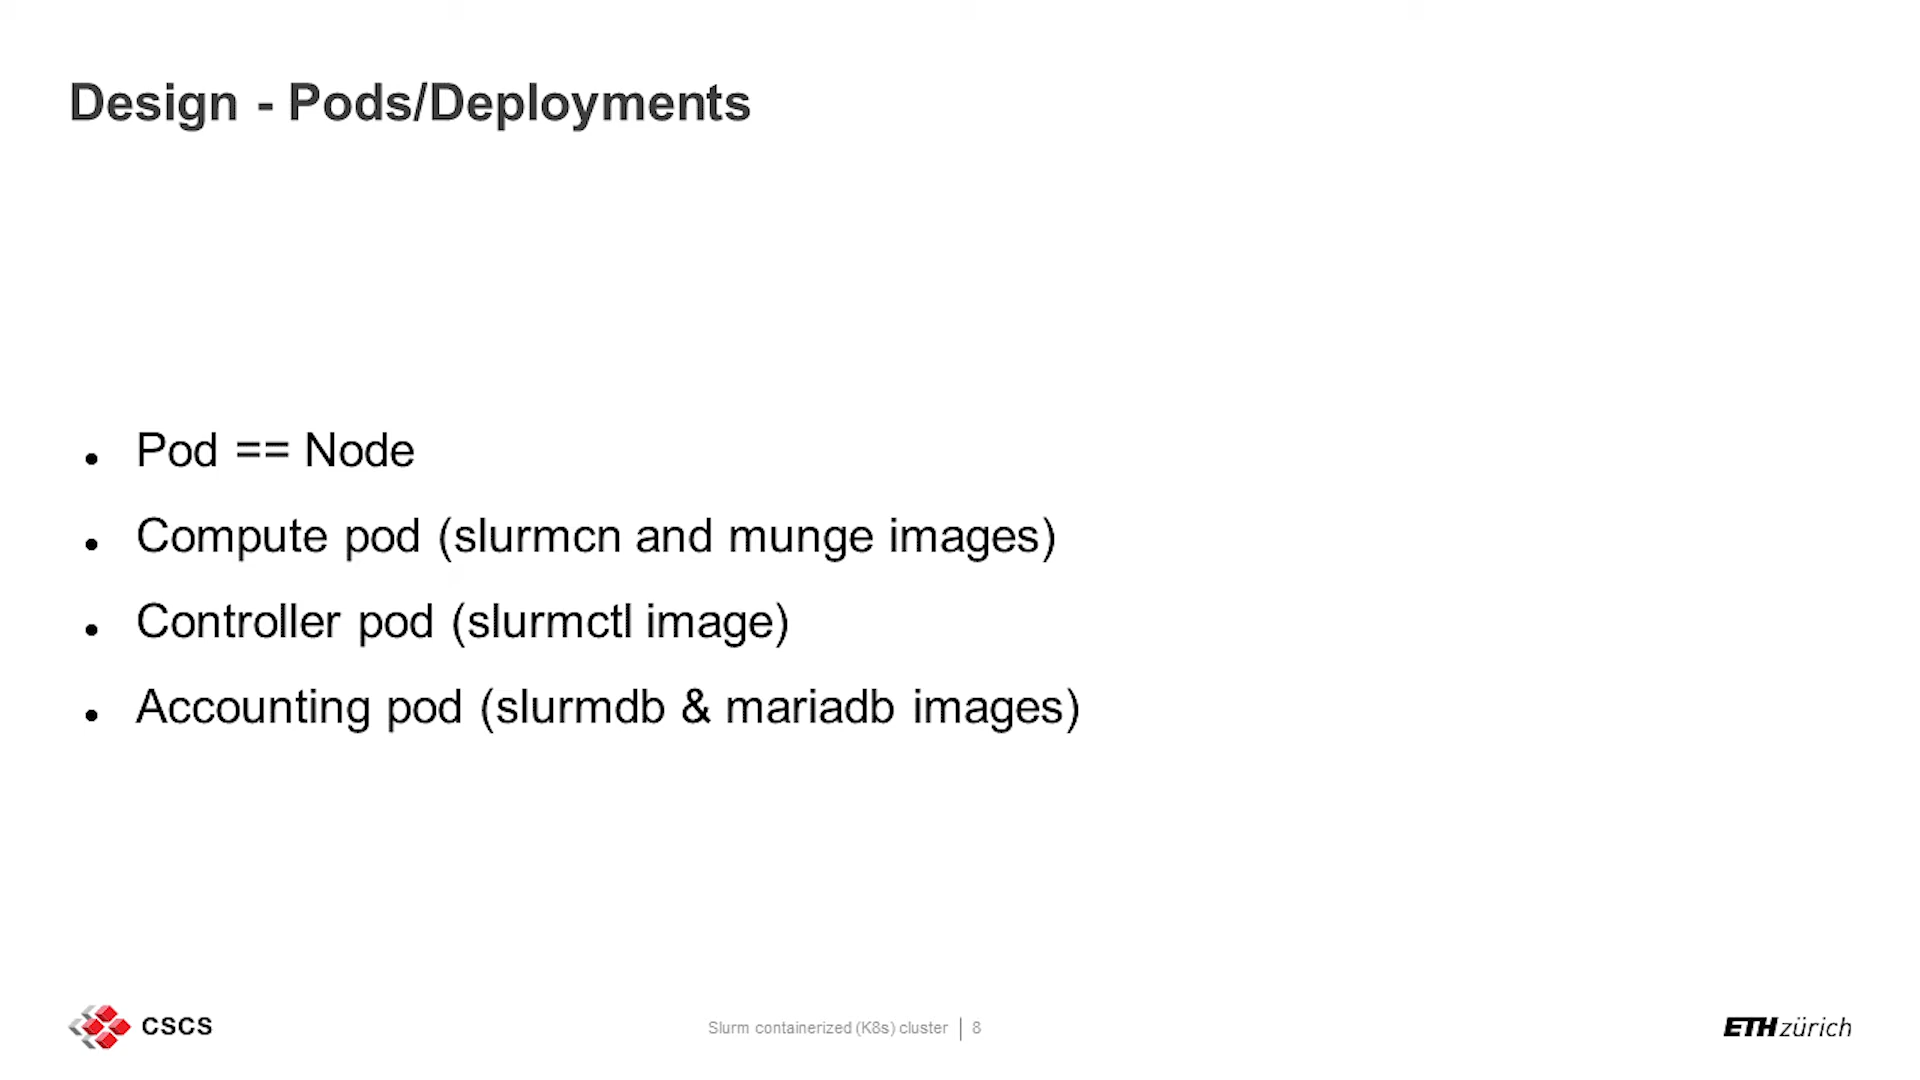 Design - Pods/Deployments
• Pod == Node
• Compute pod (slurmcn and munge images)
• Controller pod (slurmctl image)
• Accounting pod (slurmdb & mariadb images)
CSCS
Slurm containerized (K8s) cluster | 8
ETH zürich